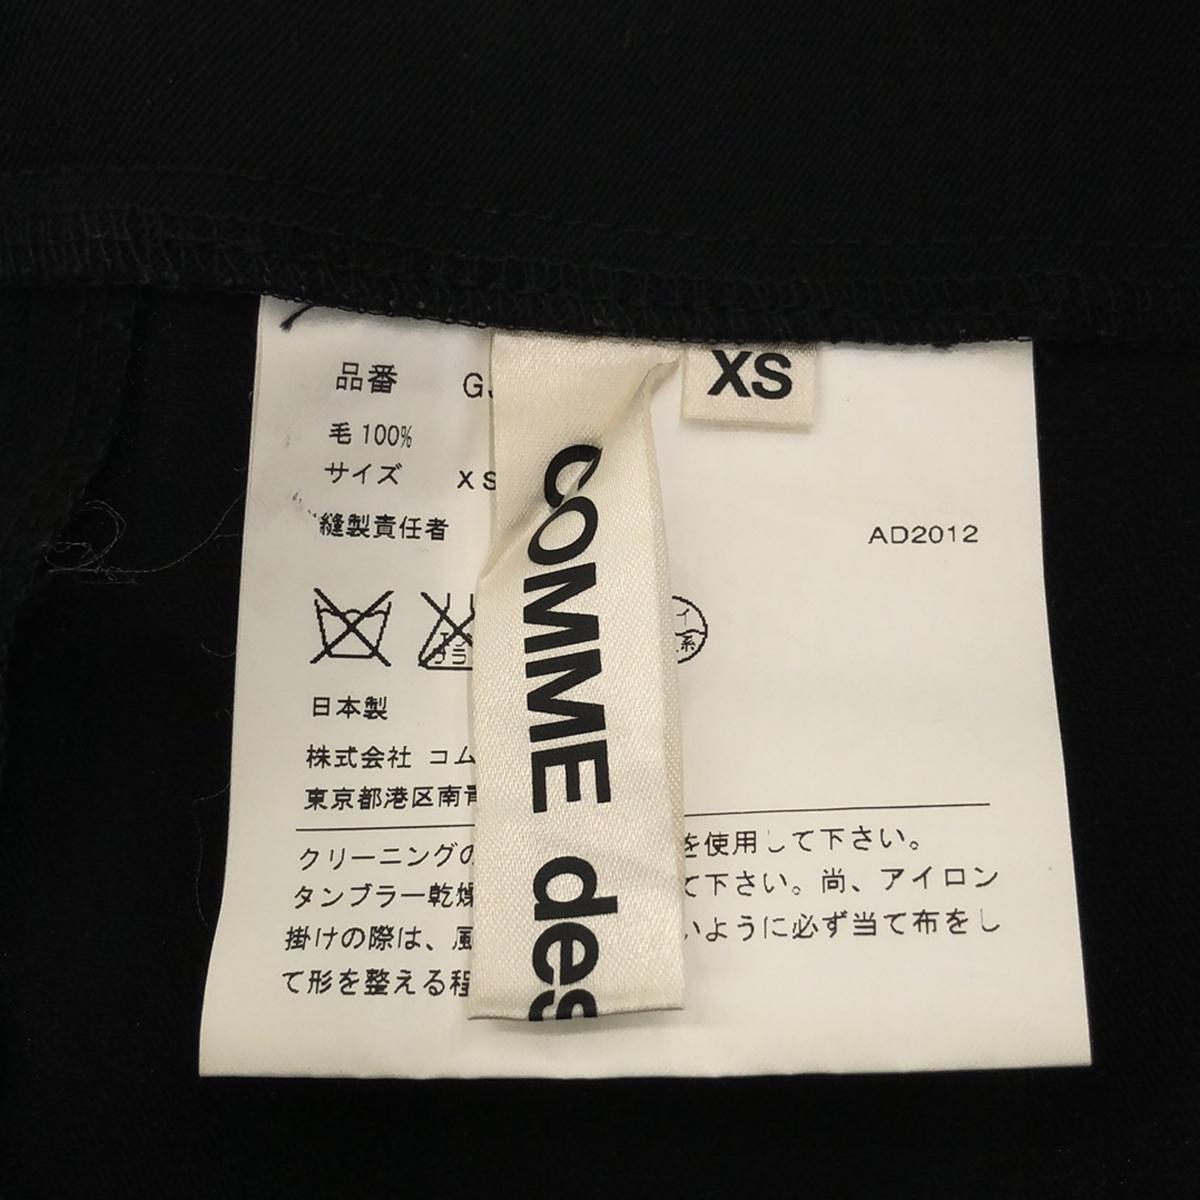 品番 GJ
XS
毛 100%
サイズ XS
縫製責任者
AD2012
日本製
株式会社 コム
東京都港区南青
クリーニングの を使用して下さい。
タンブラー乾燥 て下さい。尚、アイロン
掛けの際は、風 いように必ず当て布をし
て形を整える程
COMME des